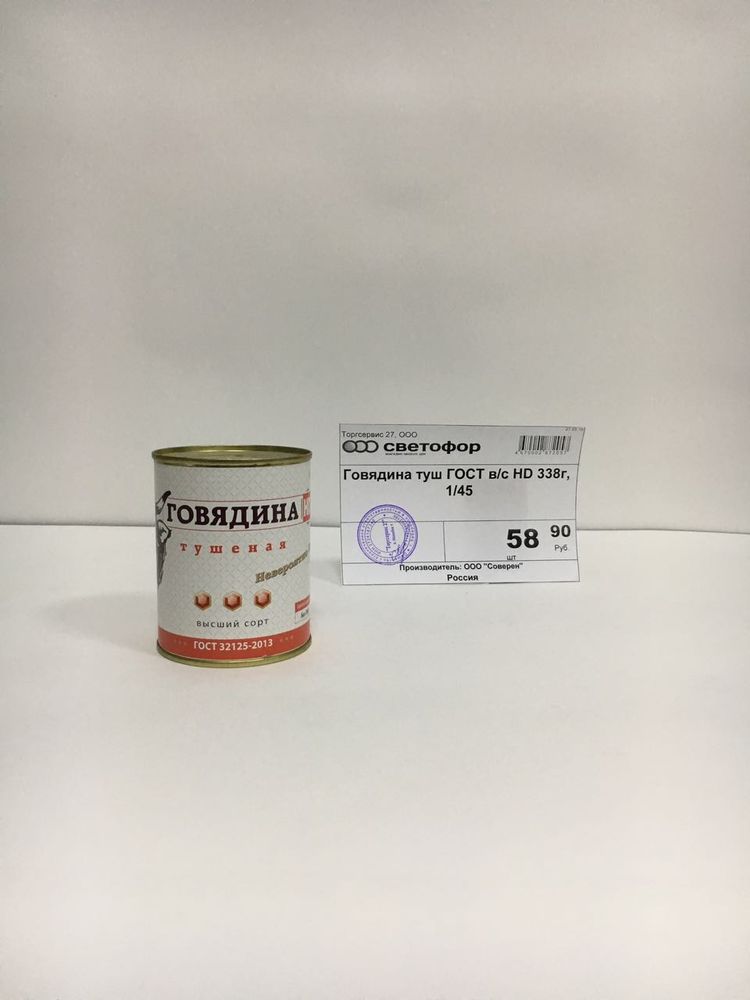 ГОВЯДИНА
тушеная
высший сорт
ГОСТ 32125-2013
Торгсервис 27, ООО
светофор
Говядина туш ГОСТ в/с HD 338г,
1/45
58 90
шт Руб.
Производитель: ООО "Соверен"
Россия